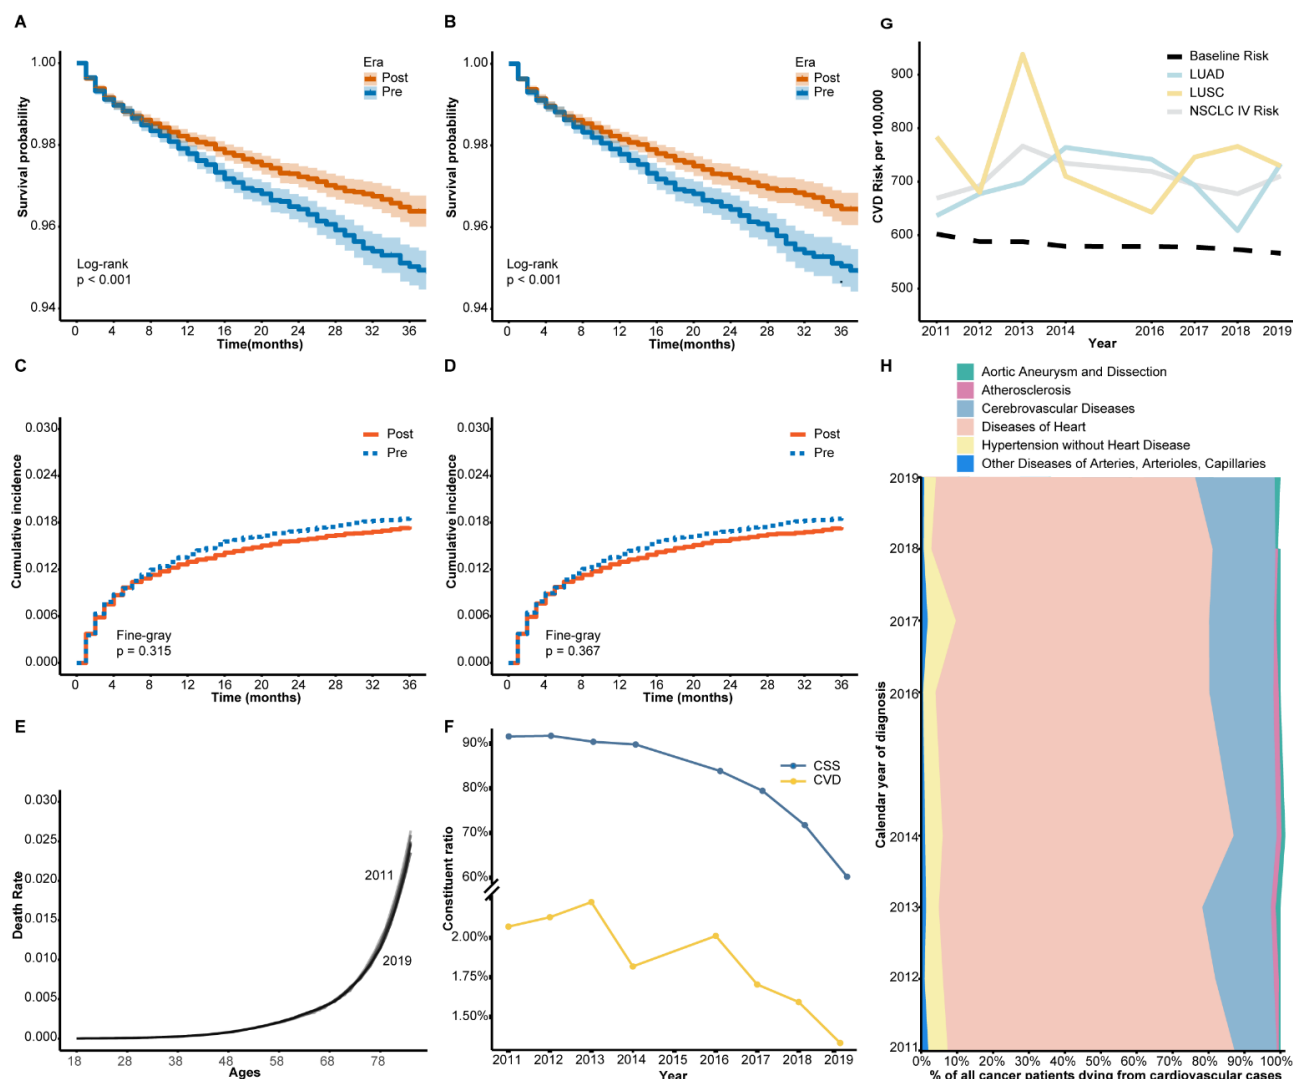 A
Survival probability
1.00
0.98
0.96
0.94
Era
Post
Pre
Log-rank
p < 0.001
0 4 8 12 16 20 24 28 32 36
Time(months)
B
Survival probability
1.00
0.98
0.96
0.94
Era
Post
Pre
Log-rank
p < 0.001
0 4 8 12 16 20 24 28 32 36
Time(months)
G
CVD Risk per 100,000
900
800
700
600
500
Baseline Risk
LUAD
LUSC
NSCLC IV Risk
2011 2012 2013 2014 2016 2017 2018 2019
Year
C
Cumulative incidence
0.030
0.024
0.018
0.012
0.006
0.000
Post
Pre
Fine-gray
p = 0.315
0 4 8 12 16 20 24 28 32 36
Time (months)
D
Cumulative incidence
0.030
0.024
0.018
0.012
0.006
0.000
Post
Pre
Fine-gray
p = 0.367
0 4 8 12 16 20 24 28 32 36
Time (months)
H
Aortic Aneurysm and Dissection
Atherosclerosis
Cerebrovascular Diseases
Diseases of Heart
Hypertension without Heart Disease
Other Diseases of Arteries, Arterioles, Capillaries
Calendar year of diagnosis
2019
2018
2017
2016
2014
2013
2012
2011
0% 10% 20% 30% 40% 50% 60% 70% 80% 90% 100%
% of all cancer patients dying from cardiovascular cases
E
Death Rate
0.030
0.025
0.020
0.015
0.010
0.005
0.000
2011
2019
18 28 38 48 58 68 78
Ages
F
Constituent ratio
90%
80%
70%
60%
2.00%
1.75%
1.50%
CSS
CVD
2011 2012 2013 2014 2016 2017 2018 2019
Year